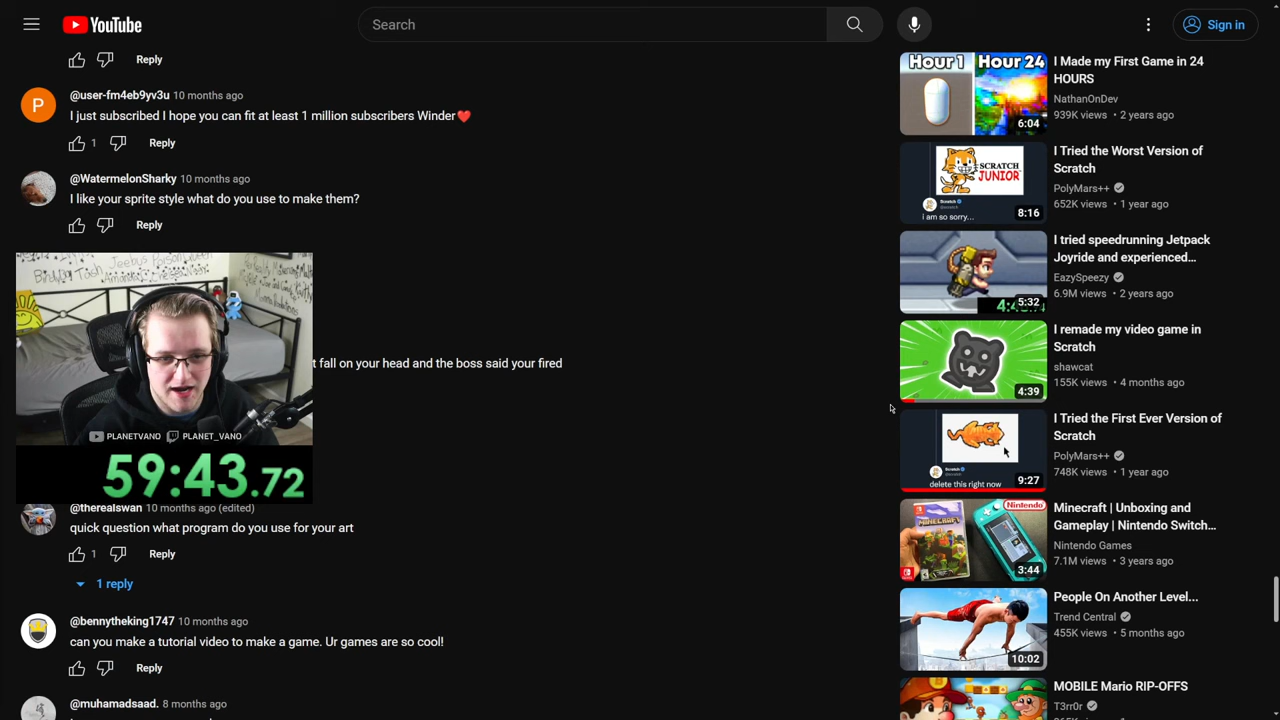 YouTube
Search
Sign in
Reply
@user-fm4eb9yv3u 10 months ago
I just subscribed I hope you can fit at least 1 million subscribers Winder❤️
1 Reply
@WatermelonSharky 10 months ago
I like your sprite style what do you use to make them?
Reply
t fall on your head and the boss said your fired
PLANETVANO PLANET_VANO
59:43.72
@therealswan 10 months ago (edited)
quick question what program do you use for your art
1 Reply
1 reply
@bennytheking1747 10 months ago
can you make a tutorial video to make a game. Ur games are so cool!
Reply
@muhamadsaad. 8 months ago
Hour 1 Hour 24
6:04
I Made my First Game in 24
HOURS
NathanOnDev
939K views • 2 years ago
SCRATCH
JUNIOR
Scratch
i am so sorry...
8:16
I Tried the Worst Version of
Scratch
PolyMars++
652K views • 1 year ago
5:32
I tried speedrunning Jetpack
Joyride and experienced…
EazySpeezy
6.9M views • 2 years ago
4:39
I remade my video game in
Scratch
shawcat
155K views • 4 months ago
Scratch
delete this right now
9:27
I Tried the First Ever Version of
Scratch
PolyMars++
748K views • 1 year ago
Nintendo
MINECRAFT
3:44
Minecraft | Unboxing and
Gameplay | Nintendo Switch…
Nintendo Games
7.1M views • 3 years ago
10:02
People On Another Level...
Trend Central
455K views • 5 months ago
MOBILE Mario RIP-OFFS
T3rr0r